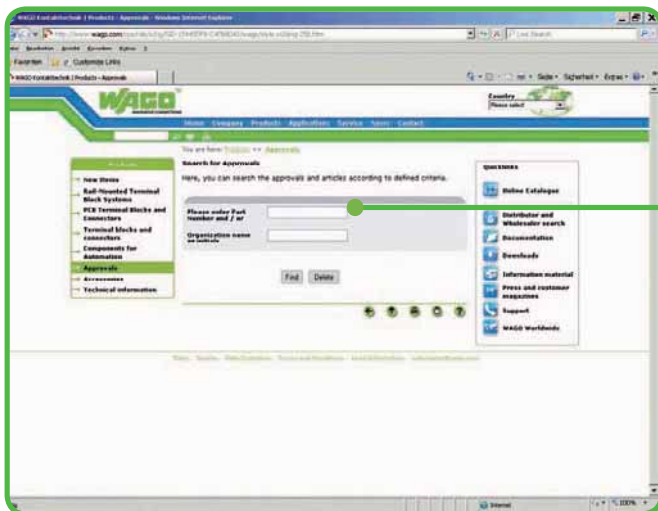 WAGO Kontakttechnik | Products - Approvals - Windows Internet Explorer
Live Search
Favoriten
Customize Links
WAGO Kontakttechnik | Products - Approvals
Seite
Sicherheit
Extras
WAGO
Country
Please select
Home Company Products Applications Service News Contact
You are here: Products >> Approvals
Products
New Items
Rail-Mounted Terminal
Block Systems
PCB Terminal Blocks and
Connectors
Terminal blocks and
connectors
Components for
Automation
Approvals
Accessories
Technical information
Search for Approvals
Here, you can search the approvals and articles according to defined criteria.
Please enter Part
Number and / or
Organization name
or initials
Find Delete
QUICKLINKS
Online Catalogue
Distributor and
Wholesaler search
Documentation
Downloads
Information material
Press and customer
magazines
Support
WAGO Worldwide
Internet
100%